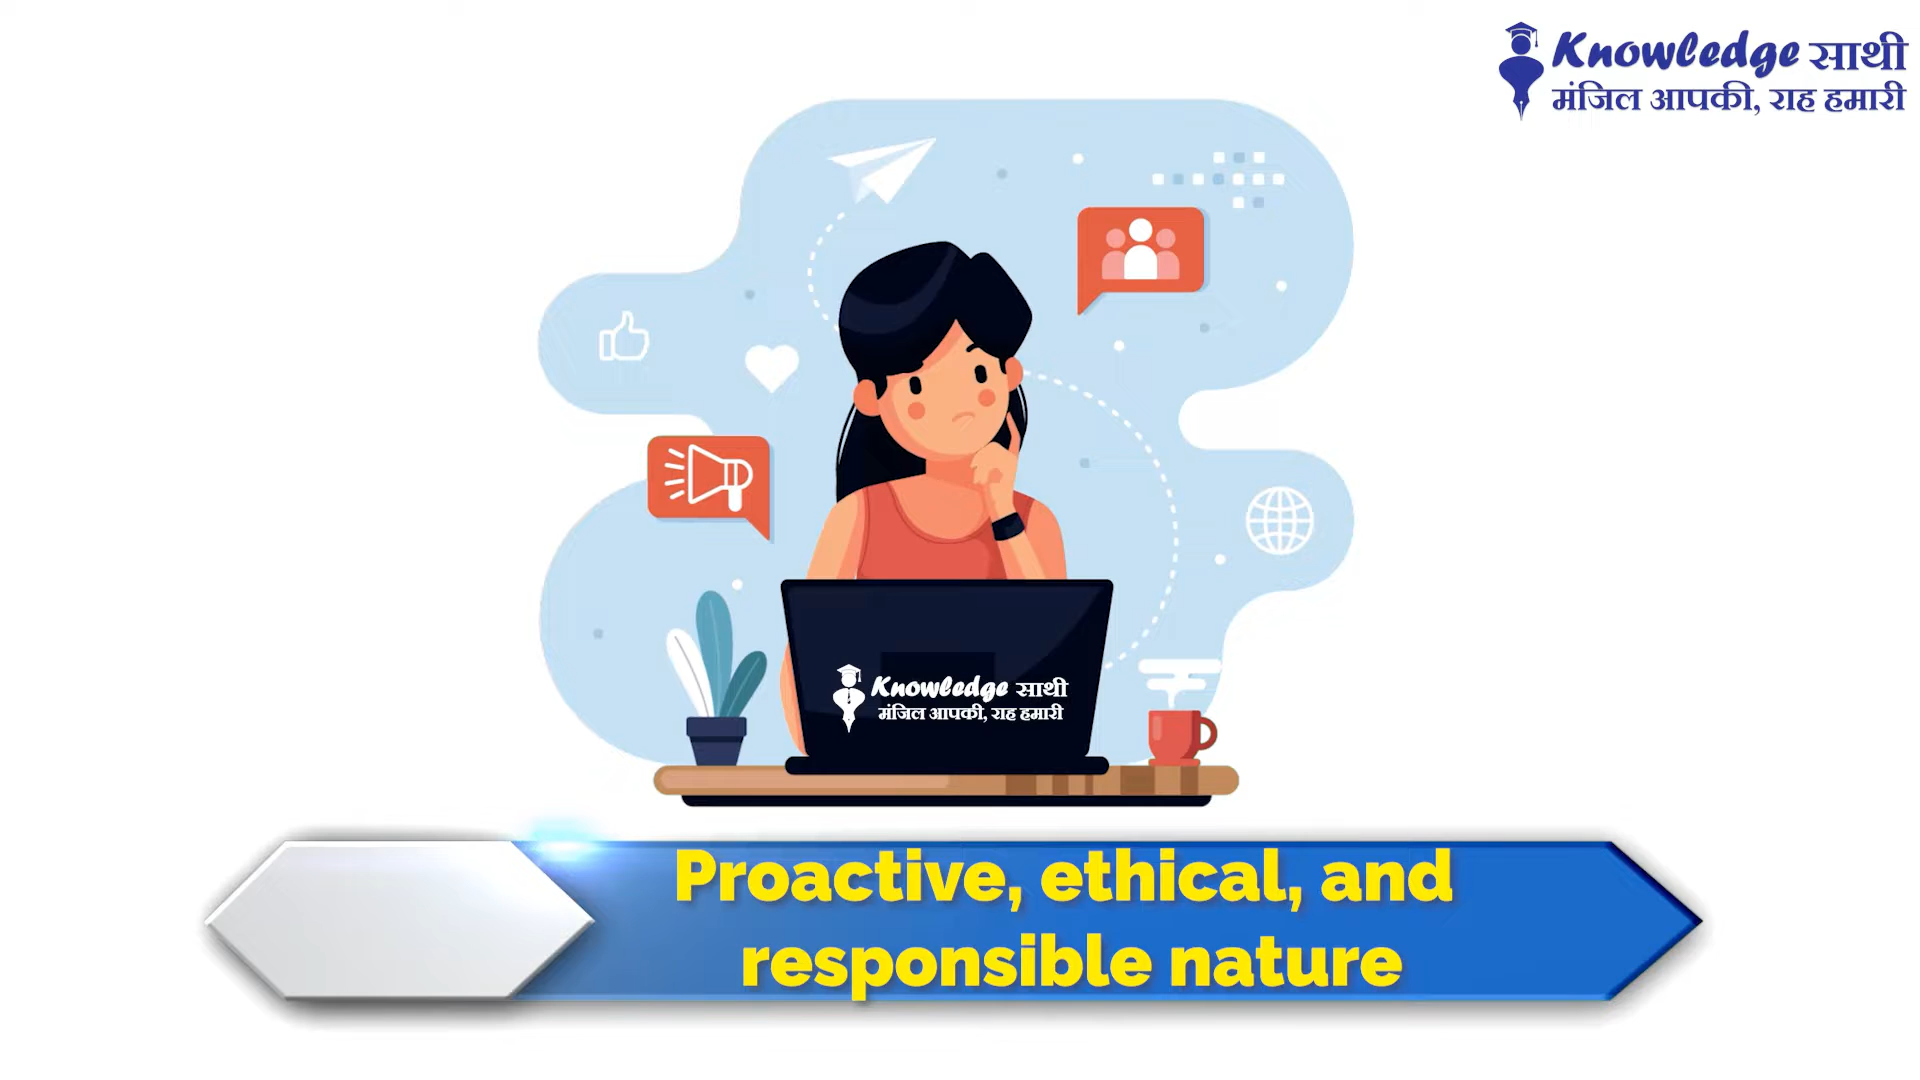 Knowledge साथी
मंजिल आपकी, राह हमारी
Knowledge साथी
मंजिल आपकी, राह हमारी
Proactive, ethical, and
responsible nature